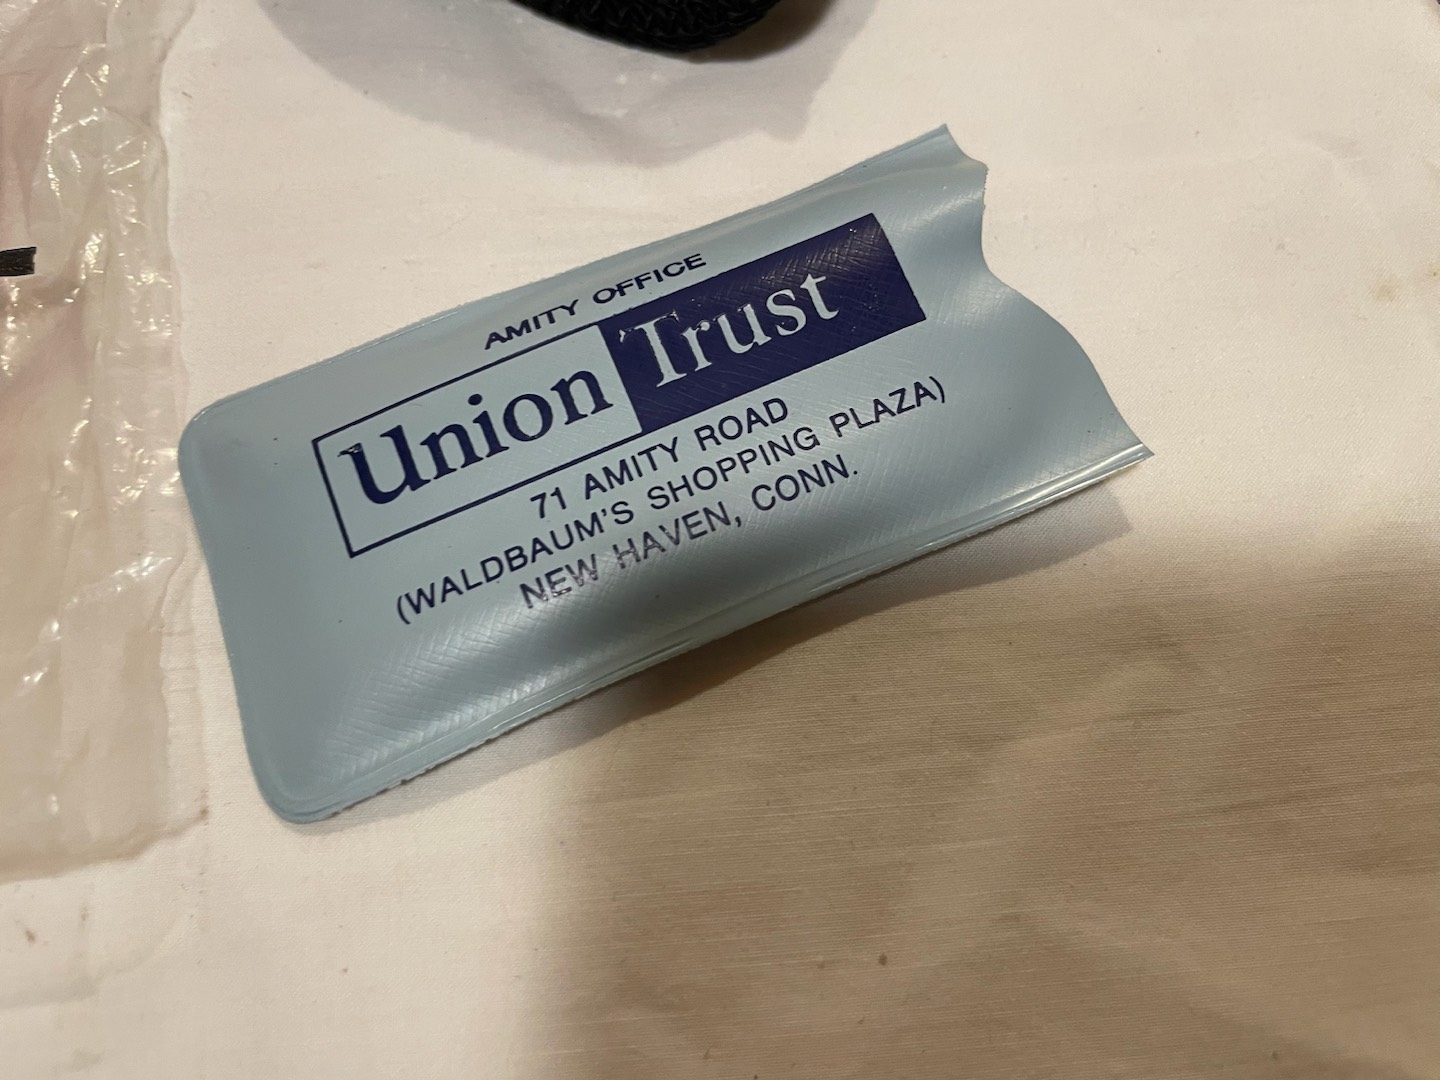 AMITY OFFICE
Union Trust
71 AMITY ROAD
(WALDBAUM'S SHOPPING PLAZA)
NEW HAVEN, CONN.